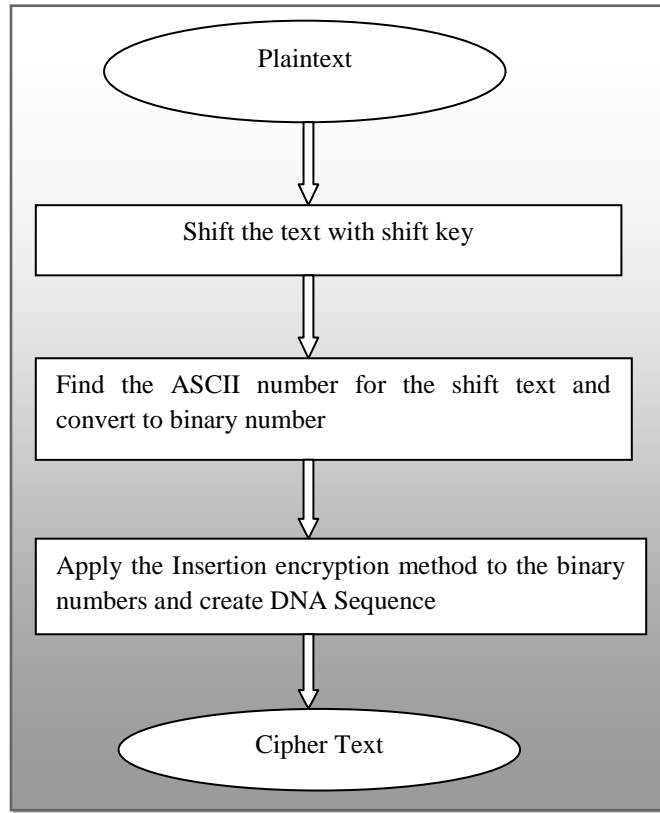 Plaintext
Shift the text with shift key
Find the ASCII number for the shift text and
convert to binary number
Apply the Insertion encryption method to the binary
numbers and create DNA Sequence
Cipher Text